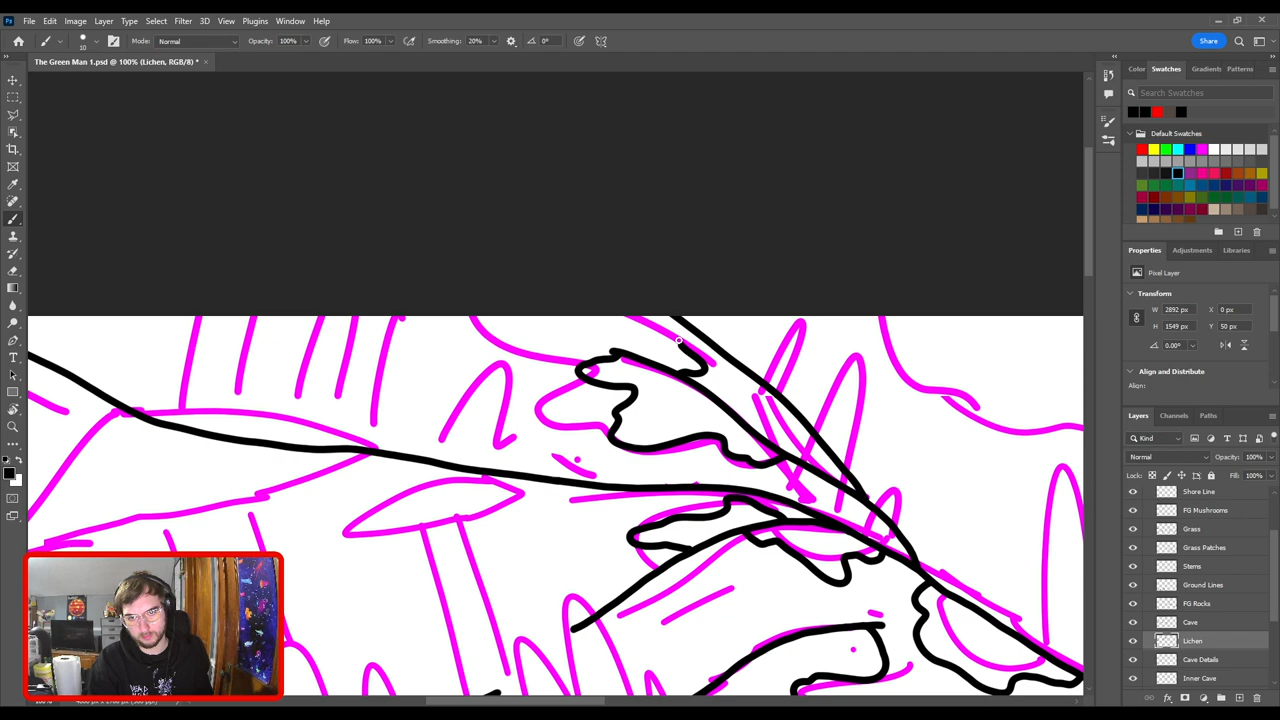 Ps File Edit Image Layer Type Select Filter 3D View Plugins Window Help
10 Mode: Normal Opacity: 100% Flow: 100% Smoothing: 20% 0° Share
The Green Man 1.psd @ 100% (Lichen, RGB/8) *
Color Swatches Gradients Patterns
Search Swatches
Default Swatches
Properties Adjustments Libraries
Pixel Layer
Transform
W 2892 px X 0 px
H 1549 px Y 50 px
0.00°
Align and Distribute
Align:
Layers Channels Paths
Kind
Normal Opacity: 100%
Lock: Fill: 100%
Shore Line
FG Mushrooms
Grass
Grass Patches
Stems
Ground Lines
FG Rocks
Cave
Lichen
Cave Details
Inner Cave